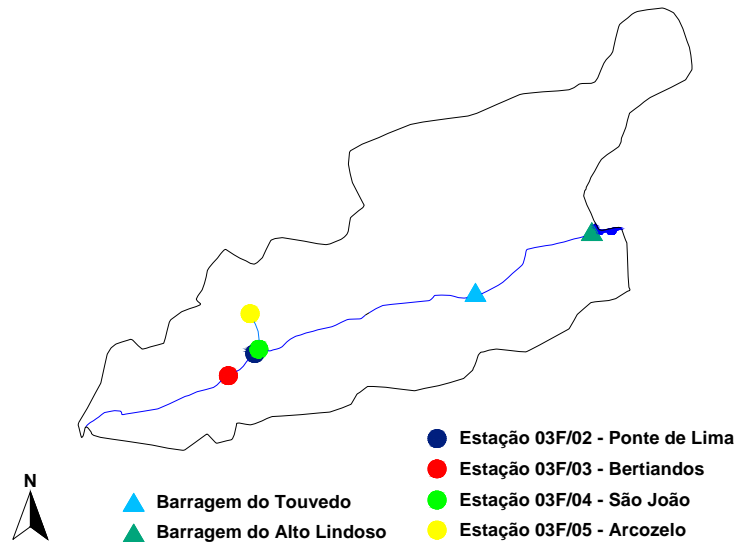 Estação 03F/02 - Ponte de Lima
Estação 03F/03 - Bertiandos
Estação 03F/04 - São João
Estação 03F/05 - Arcozelo
N
Barragem do Touvedo
Barragem do Alto Lindoso